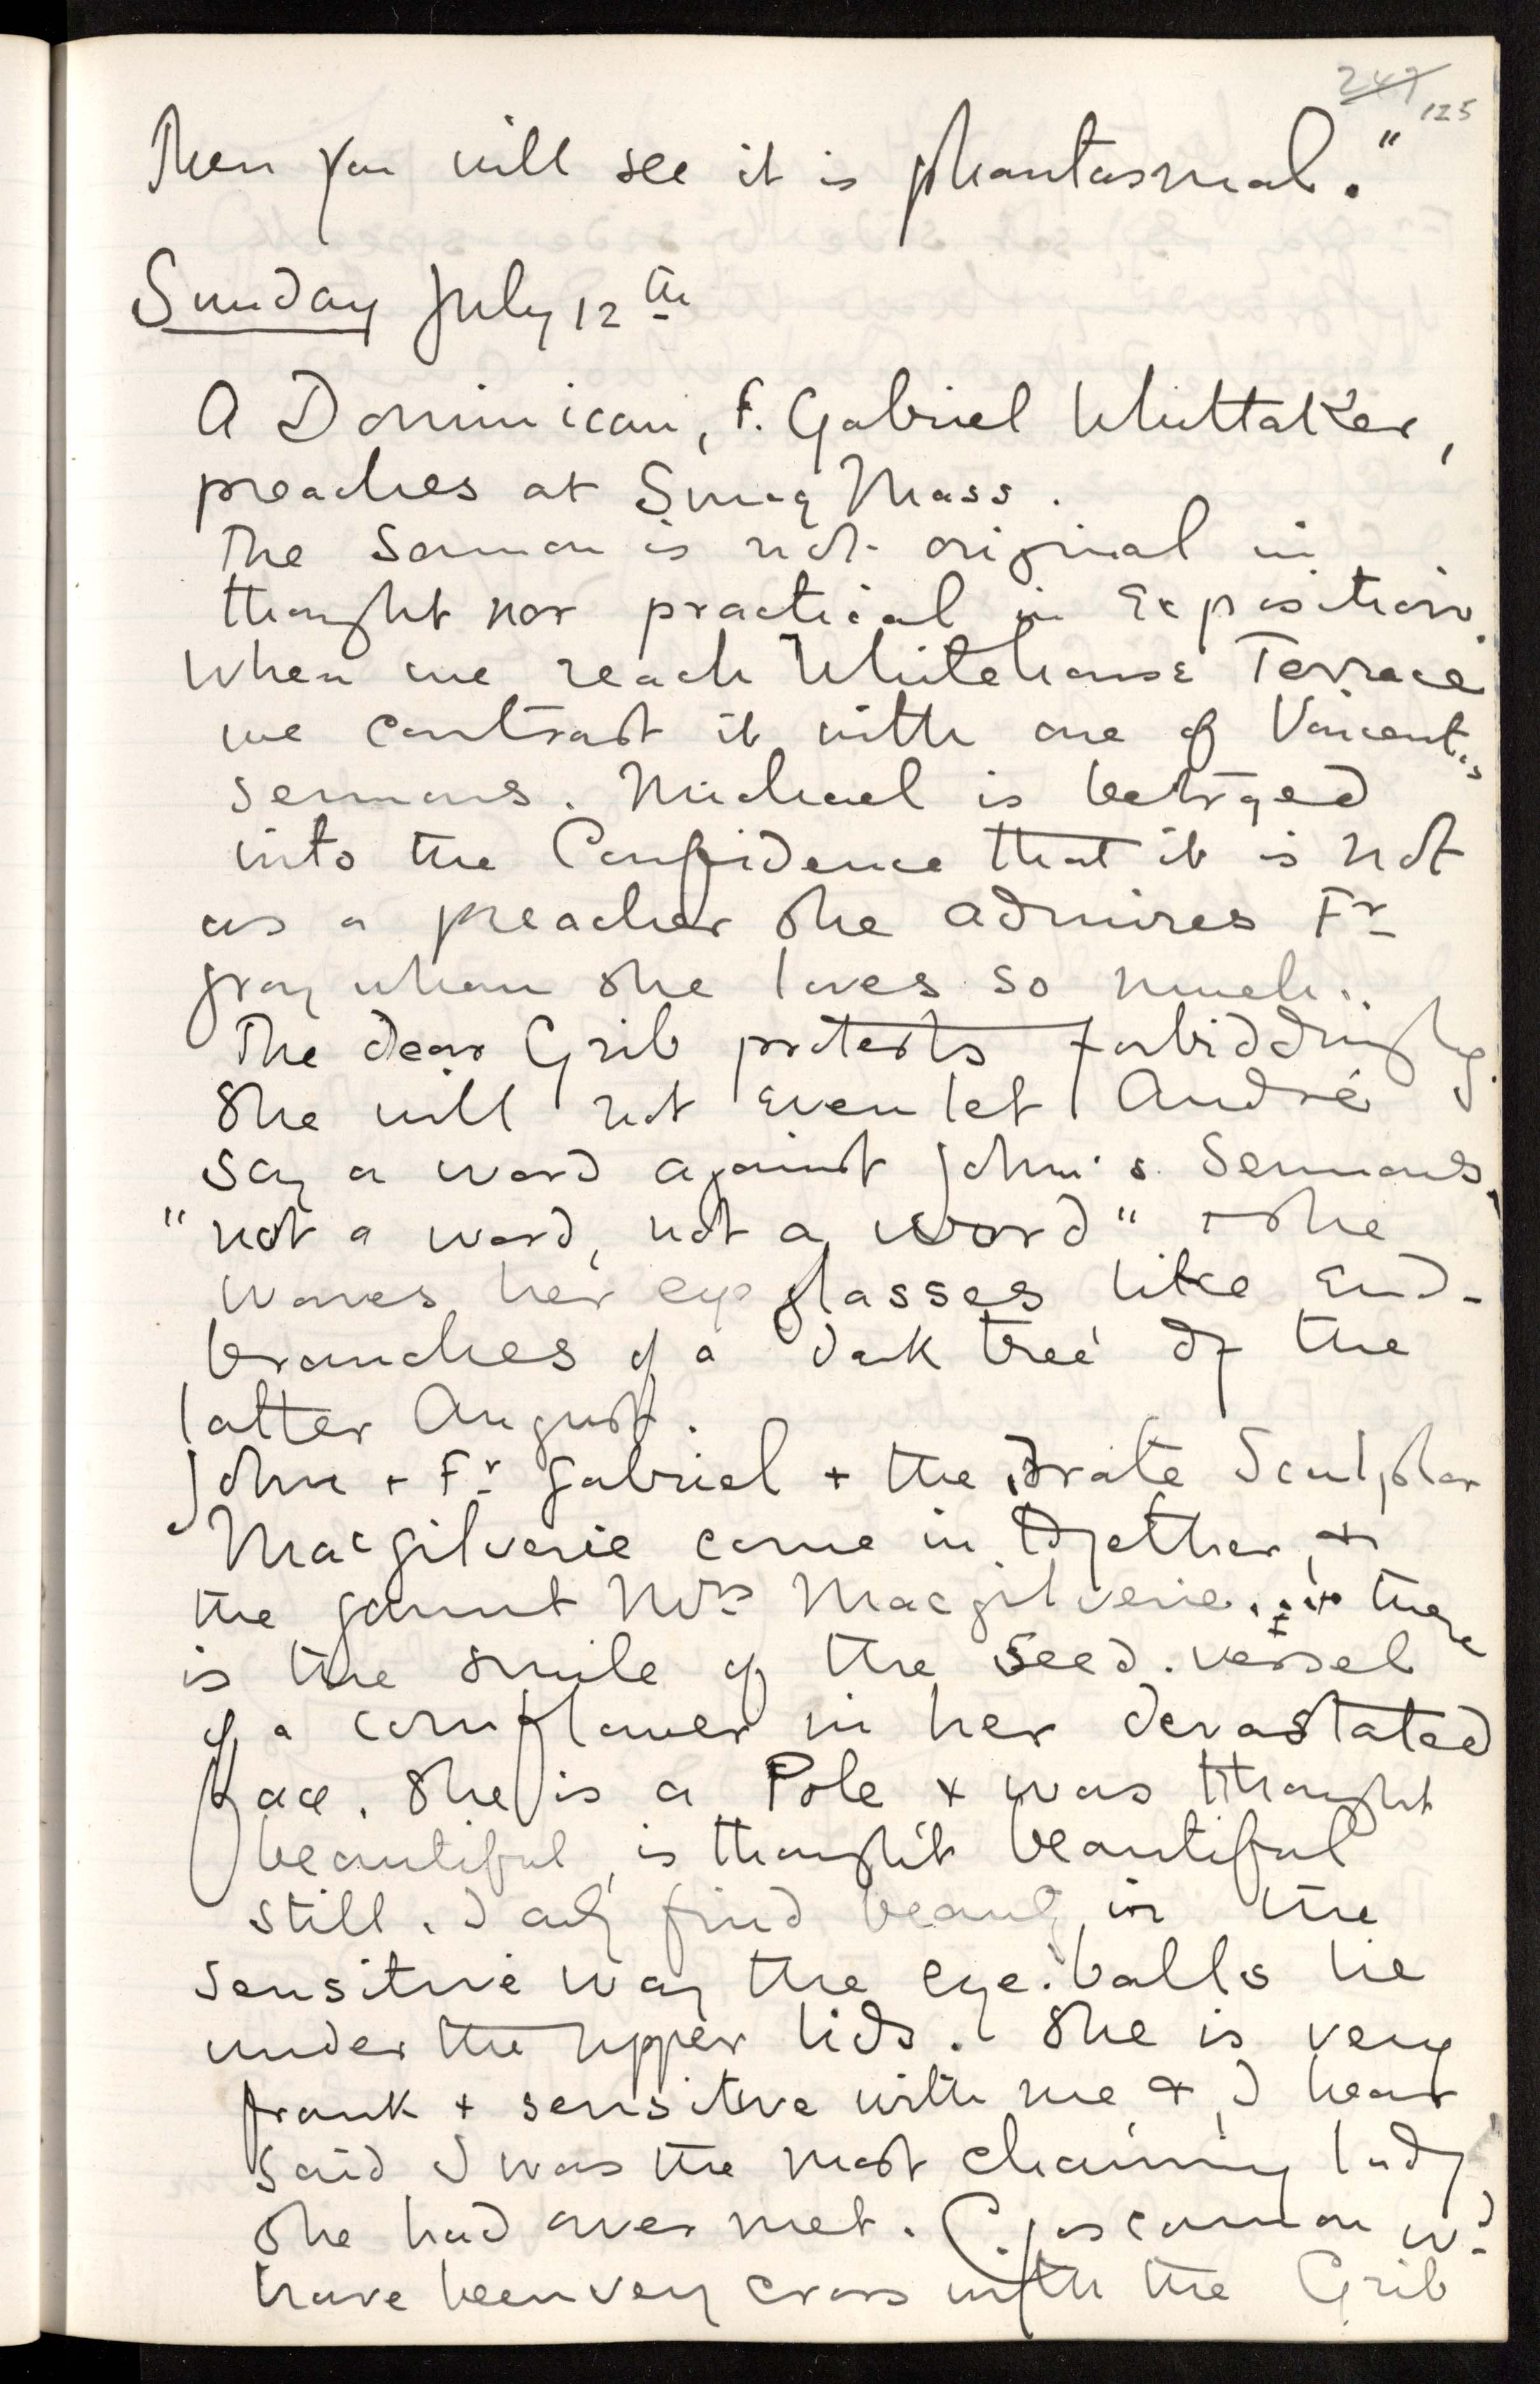 247 125
Then you will see it is phantasmal."
Sunday July 12th
A Dominican, F. Gabriel Whittaker,
preaches at Sung Mass.
The Sermon is not original in
thought nor practical in Exposition.
When we reach Whitehouse Terrace
we contrast it with one of Vincent's
sermons. Michael is betrayed
into the Confidence that it is not
as a preacher she admires Fr
Gray whom she loves so much..
The dear Grib protests forbiddingly.
She will not even let André
say a word against John's Sermons,
"not a word, not a word" + she
waves her eye glasses like End-
branches of a dark tree of the
latter August.
John + Fr Gabriel + the irate Sculptor
Macgilverie come in together, +
the gaunt Mrs Macgilverie. there
is the smile of the seed-vessel
of a cornflower in her devastated
face. She is a Pole + was thought
beautiful, is thought beautiful
still. I only find beauty in the
sensitive way the eye-balls lie
under the upper lids. She is very
frank + sensitive with me + I hear
said I was the most charming lady
she had ever met. C. Joscannon wd
have been very cross with the Grib